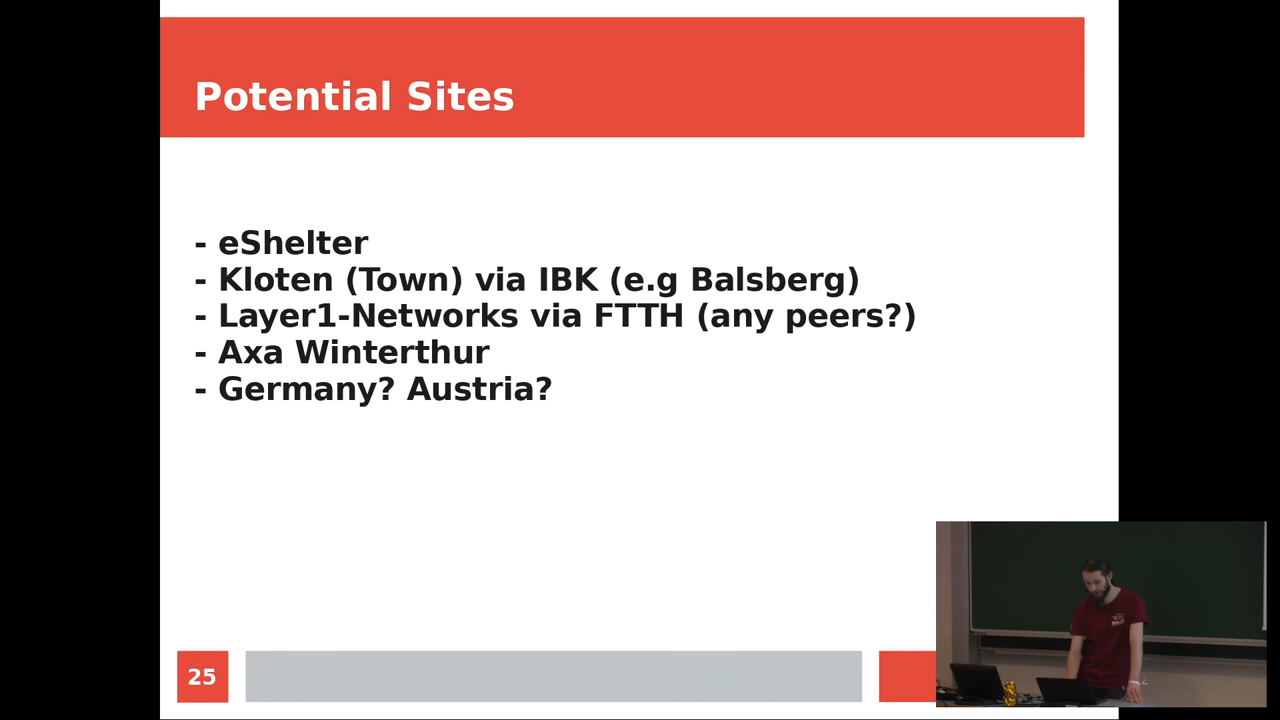 Potential Sites
- eShelter
- Kloten (Town) via IBK (e.g Balsberg)
- Layer1-Networks via FTTH (any peers?)
- Axa Winterthur
- Germany? Austria?
25